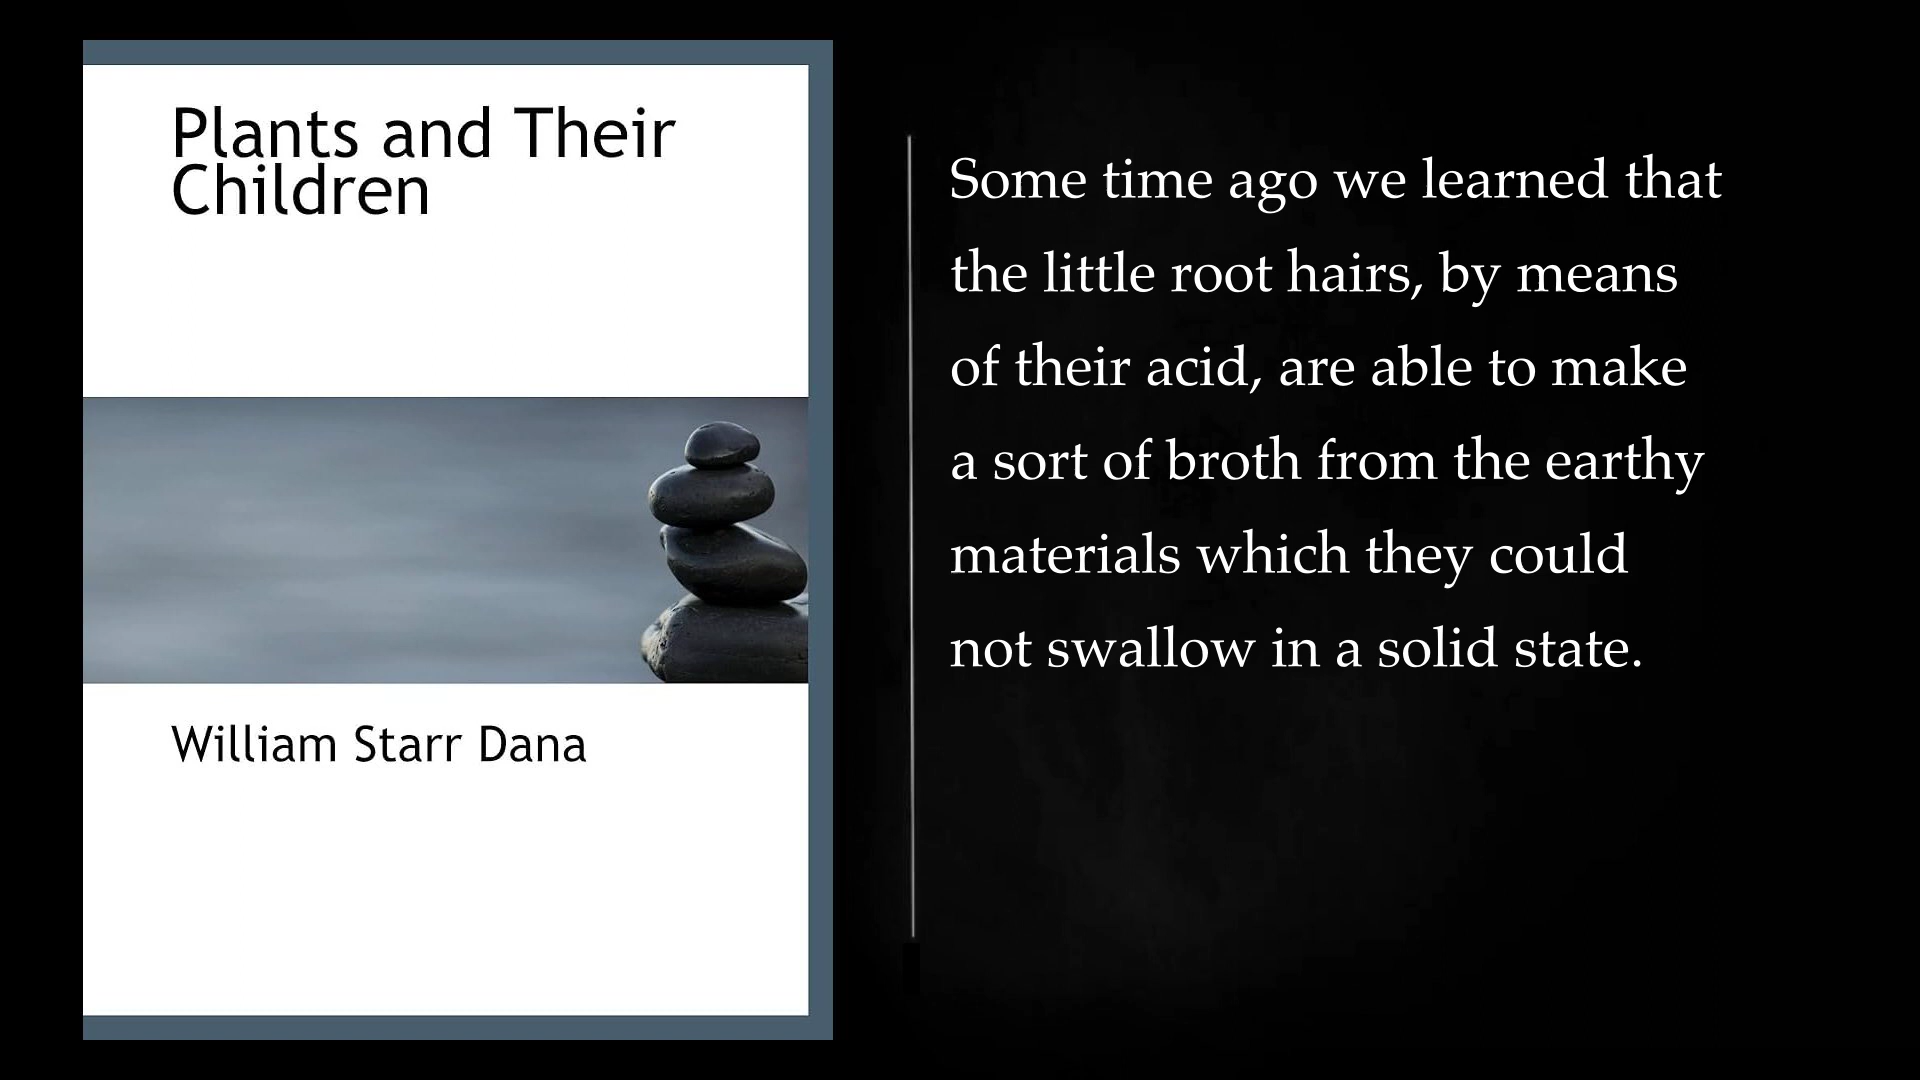 Plants and Their
Children
William Starr Dana
Some time ago we learned that
the little root hairs, by means
of their acid, are able to make
a sort of broth from the earthy
materials which they could
not swallow in a solid state.